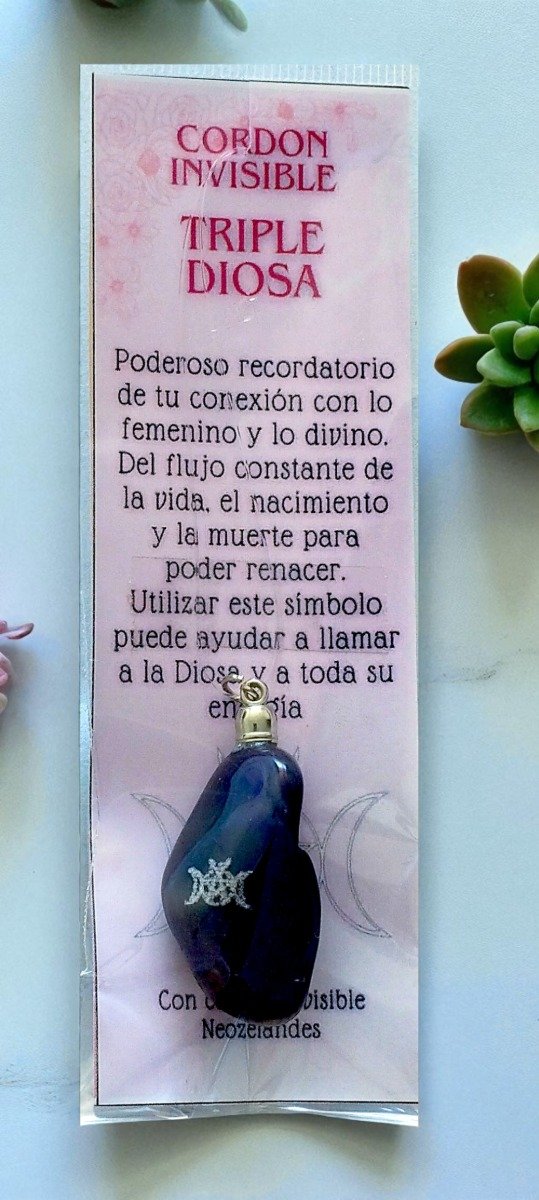 CORDON
INVISIBLE
TRIPLE
DIOSA
Poderoso recordatorio
de tu conexión con lo
femenino y lo divino.
Del flujo constante de
la vida, el nacimiento
y la muerte para
poder renacer.
Utilizar este símbolo
puede ayudar a llamar
a la Diosa y a toda su
Con
Neozelandes